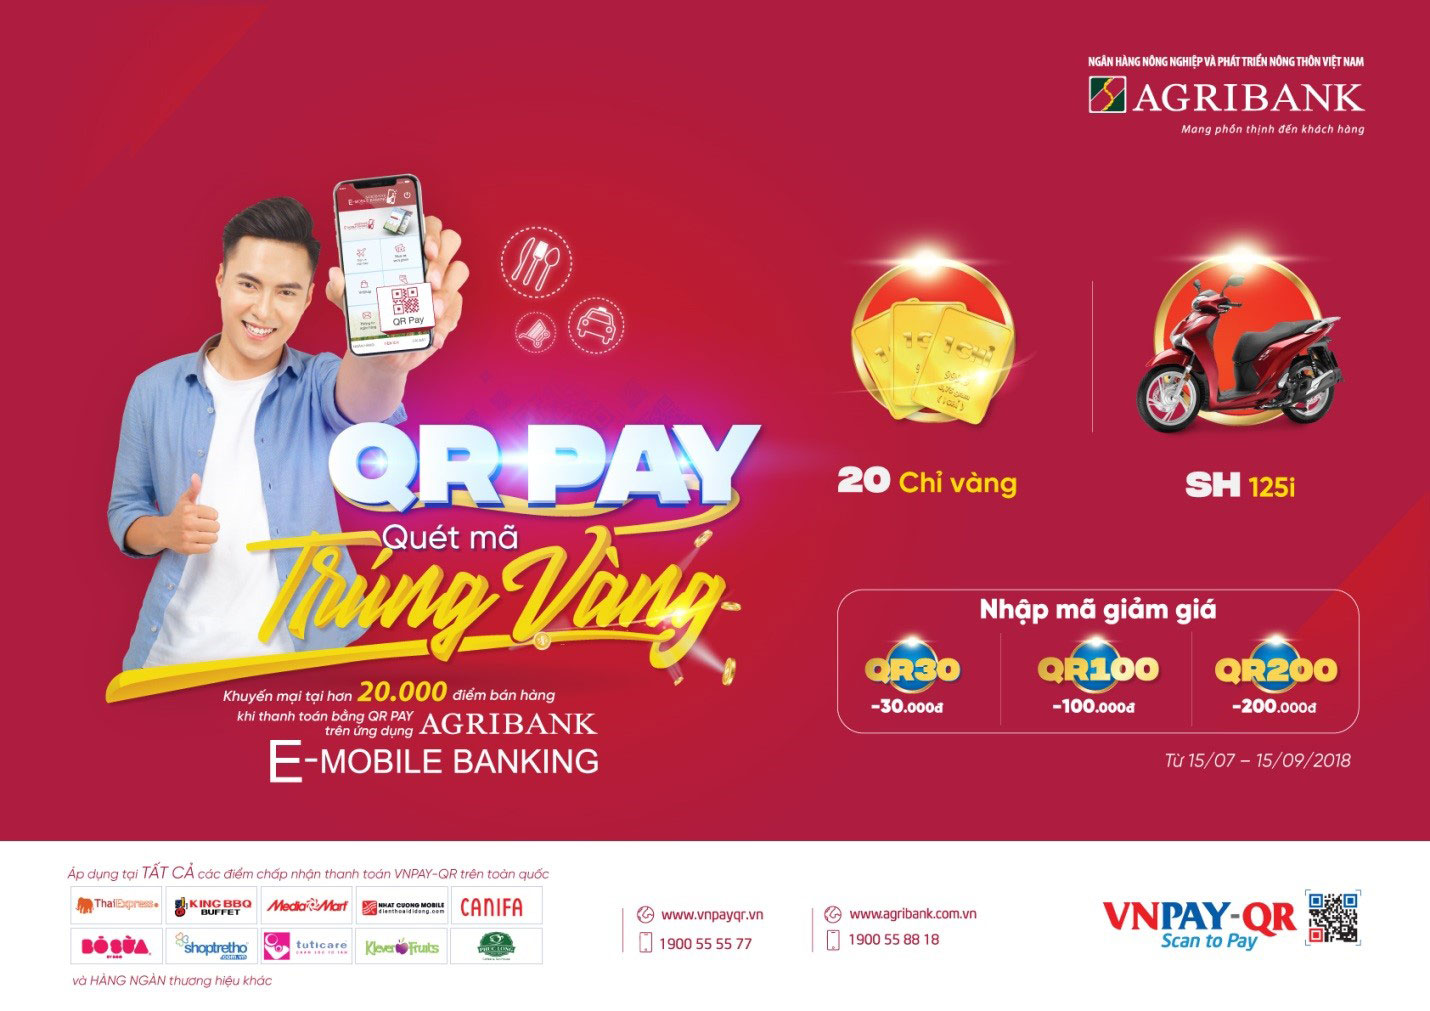 NGÂN HÀNG NÔNG NGHIỆP VÀ PHÁT TRIỂN NÔNG THÔN VIỆT NAM
AGRIBANK
Mang phồn thịnh đến khách hàng
E-MOBILE BANKING
QR Pay
QR PAY
Quét mã
Trúng Vàng
Khuyến mại tại hơn 20.000 điểm bán hàng
khi thanh toán bằng QR PAY
trên ứng dụng AGRIBANK
E-MOBILE BANKING
1 CHỈ
20 Chỉ vàng
SH 125i
Nhập mã giảm giá
QR30 QR100 QR200
-30.000đ -100.000đ -200.000đ
Từ 15/07 – 15/09/2018
Áp dụng tại TẤT CẢ các điểm chấp nhận thanh toán VNPAY-QR trên toàn quốc
ThaiExpress KING BBQ BUFFET MediaMart NHAT CUONG MOBILE dienthoaididong.com CANIFA
BÒ SỮA shoptretho .com.vn tuticare KleverFruits PHUC LONG
và HÀNG NGÀN thương hiệu khác
www.vnpayqr.vn
1900 55 55 77
www.agribank.com.vn
1900 55 88 18
VNPAY-QR
Scan to Pay